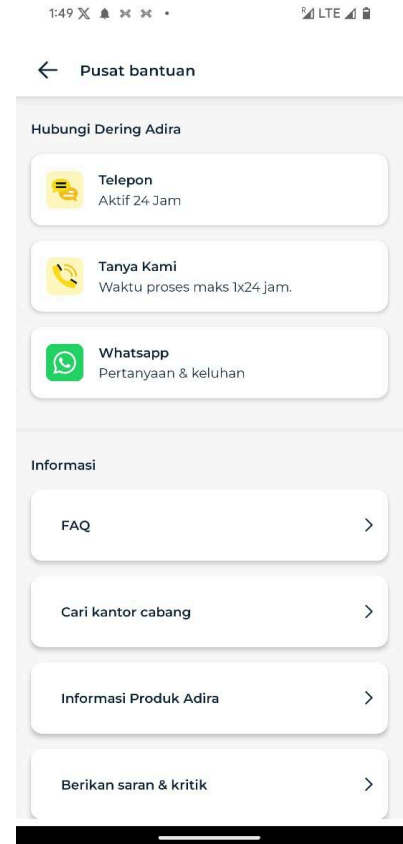 1:49
R LTE
Pusat bantuan
Hubungi Dering Adira
Telepon
Aktif 24 Jam
Tanya Kami
Waktu proses maks 1x24 jam.
Whatsapp
Pertanyaan & keluhan
Informasi
FAQ
Cari kantor cabang
Informasi Produk Adira
Berikan saran & kritik